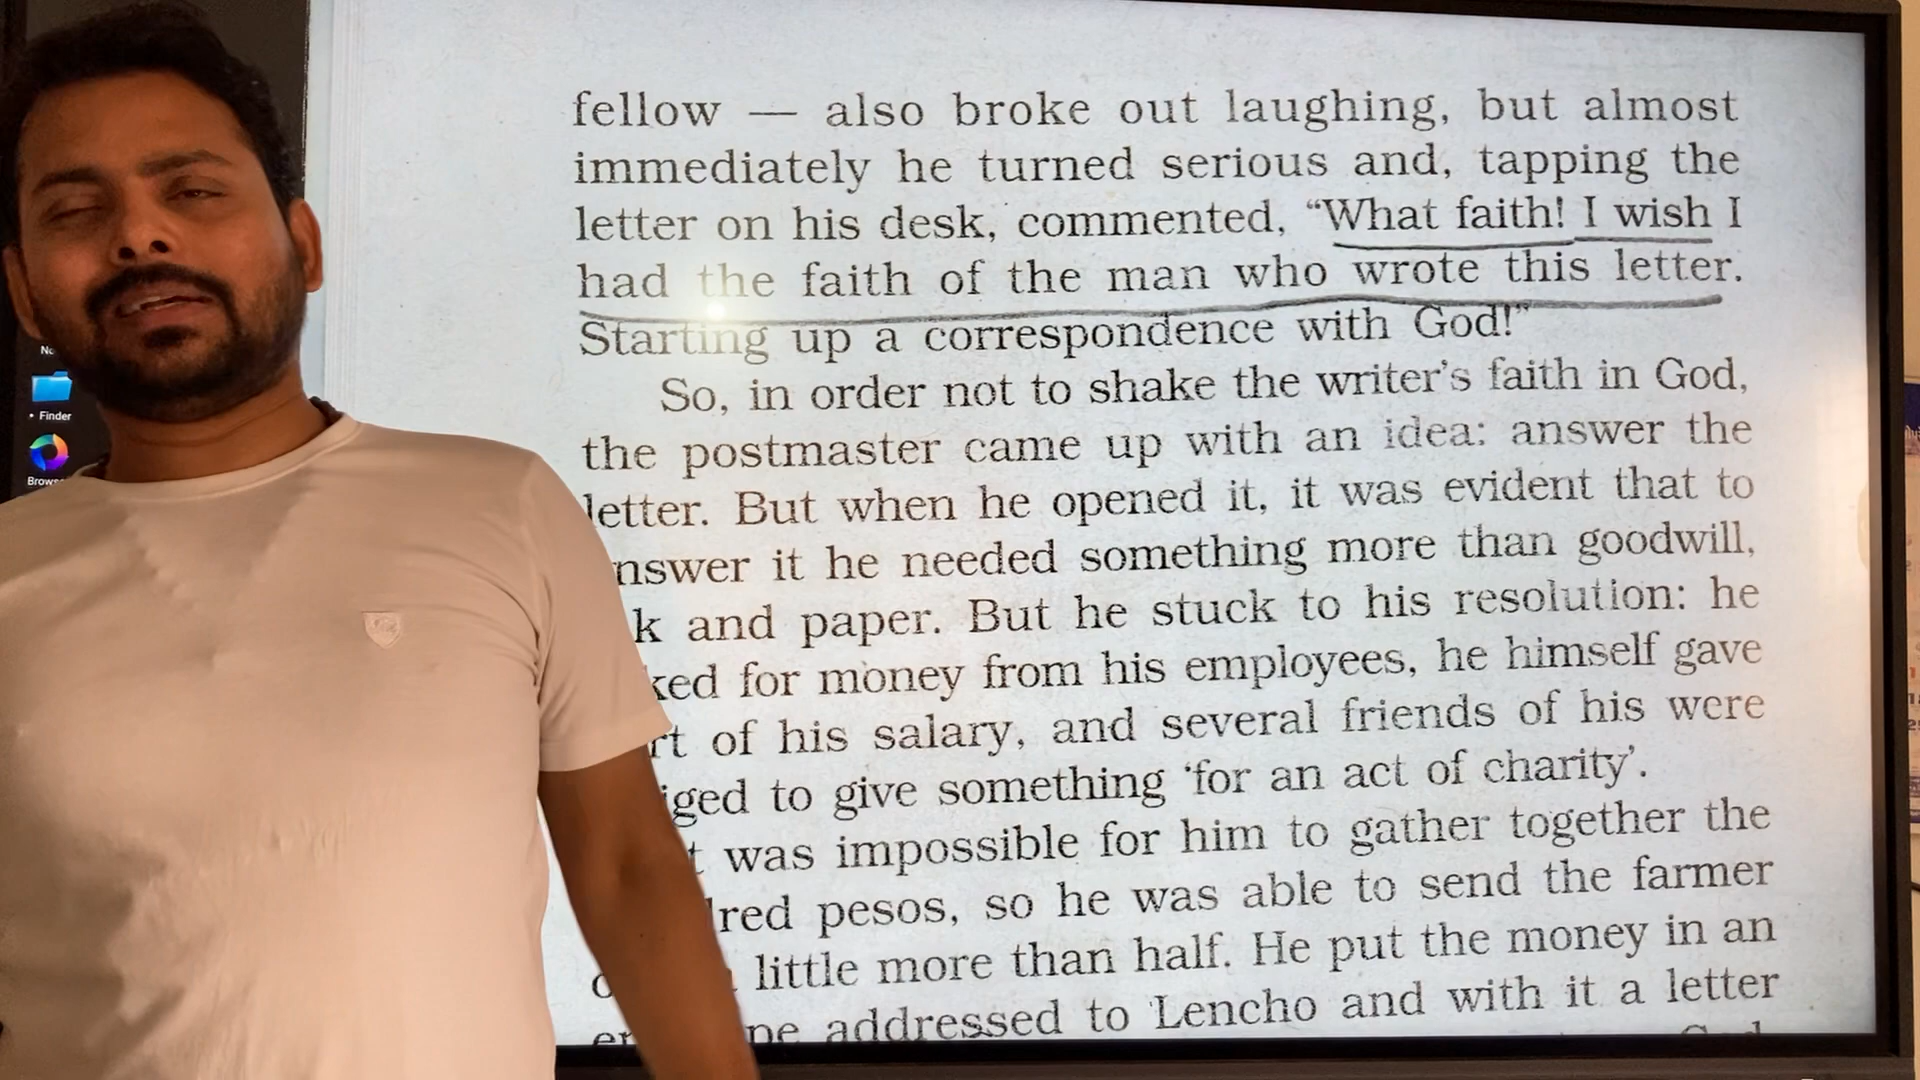 fellow — also broke out laughing, but almost
immediately he turned serious and, tapping the
letter on his desk, commented, “What faith! I wish I
had the faith of the man who wrote this letter.
Starting up a correspondence with God!”
So, in order not to shake the writer’s faith in God,
the postmaster came up with an idea: answer the
letter. But when he opened it, it was evident that to
nswer it he needed something more than goodwill,
k and paper. But he stuck to his resolution: he
ked for money from his employees, he himself gave
rt of his salary, and several friends of his were
iged to give something ‘for an act of charity’.
t was impossible for him to gather together the
red pesos, so he was able to send the farmer
little more than half. He put the money in an
pe addressed to Lencho and with it a letter
Finder